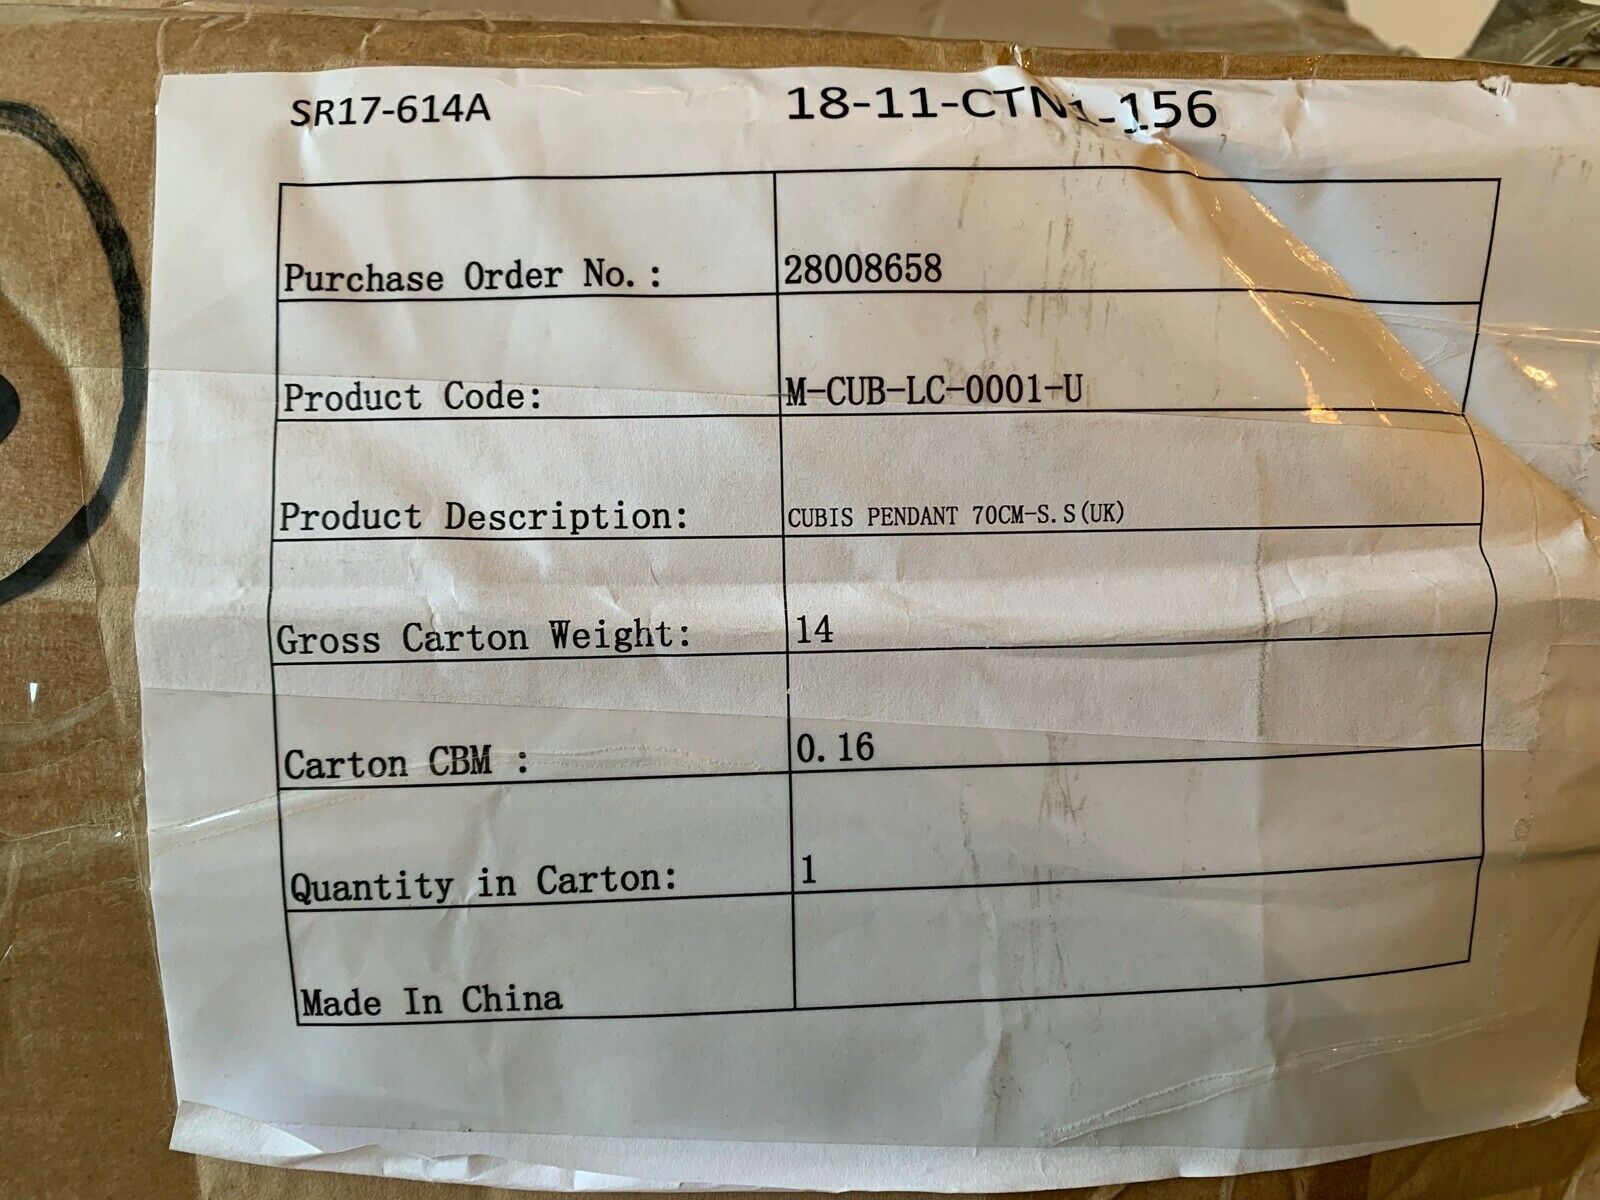 SR17-614A 18-11-CTN1-156
Purchase Order No.: 28008658
Product Code: M-CUB-LC-0001-U
Product Description: CUBIS PENDANT 70CM-S.S(UK)
Gross Carton Weight: 14
Carton CBM : 0.16
Quantity in Carton: 1
Made In China